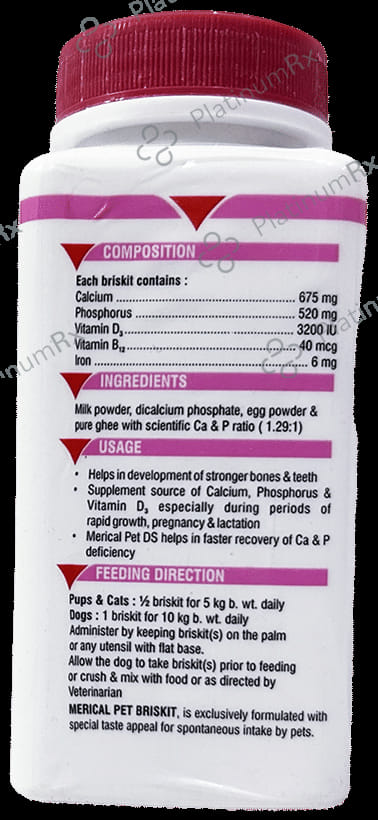 COMPOSITION
Each briskit contains :
Calcium .......................................... 675 mg
Phosphorus ................................... 520 mg
Vitamin D₃ ..................................... 3200 IU
Vitamin B₁₂ .................................... 40 mcg
Iron ................................................ 6 mg
INGREDIENTS
Milk powder, dicalcium phosphate, egg powder &
pure ghee with scientific Ca & P ratio ( 1.29:1)
USAGE
• Helps in development of stronger bones & teeth
• Supplement source of Calcium, Phosphorus &
Vitamin D₃ especially during periods of
rapid growth, pregnancy & lactation
• Merical Pet DS helps in faster recovery of Ca & P
deficiency
FEEDING DIRECTION
Pups & Cats : ½ briskit for 5 kg b. wt. daily
Dogs : 1 briskit for 10 kg b. wt. daily
Administer by keeping briskit(s) on the palm
or any utensil with flat base.
Allow the dog to take briskit(s) prior to feeding
or crush & mix with food or as directed by
Veterinarian
MERICAL PET BRISKIT, is exclusively formulated with
special taste appeal for spontaneous intake by pets.
PlatinumRx
PlatinumRx
PlatinumRx
PlatinumRx